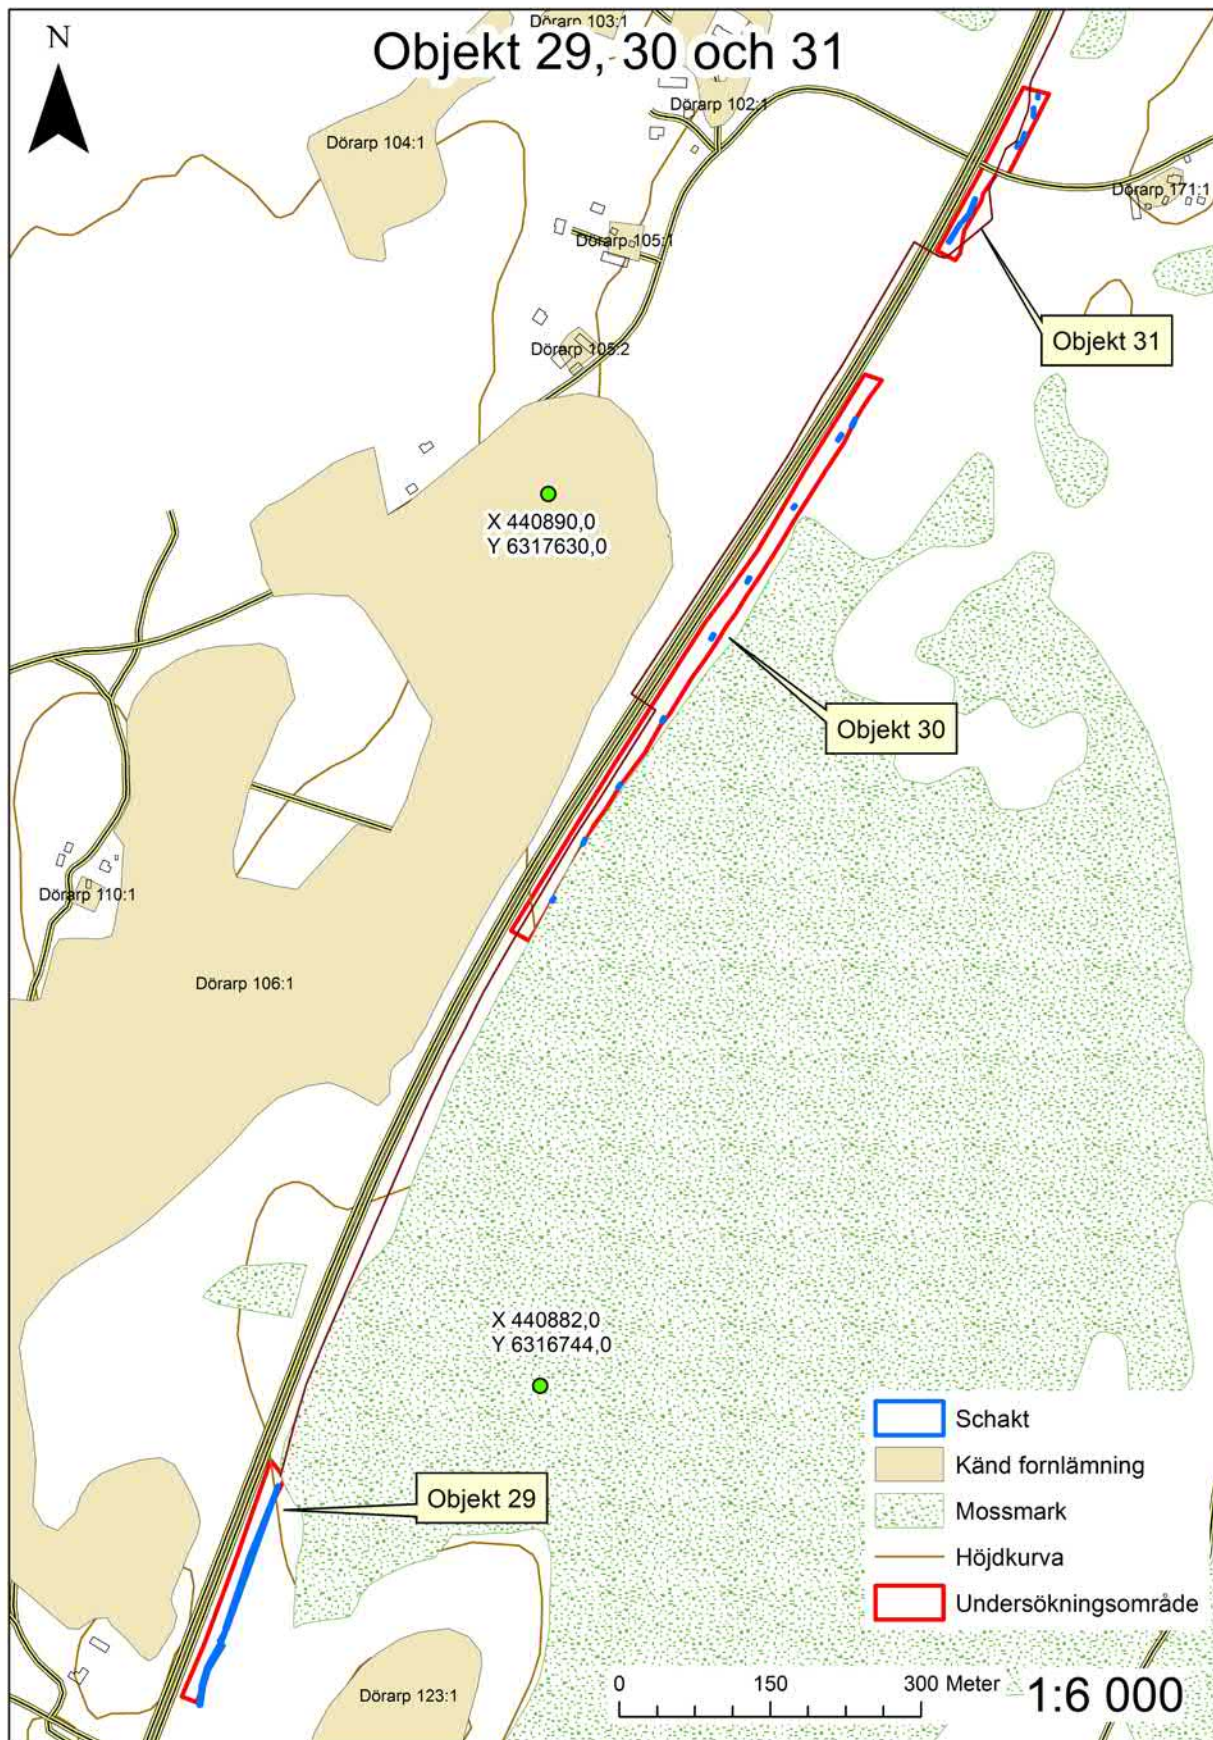 N
Objekt 29, 30 och 31
Dörarp 103:1
Dörarp 102:1
Dörarp 104:1
Dörarp 171:1
Dörarp 105:1
Objekt 31
Dörarp 105:2
X 440890,0
Y 6317630,0
Objekt 30
Dörarp 110:1
Dörarp 106:1
X 440882,0
Y 6316744,0
Objekt 29
Dörarp 123:1
Schakt
Känd fornlämning
Mossmark
Höjdkurva
Undersökningsområde
0 150 300 Meter
1:6 000